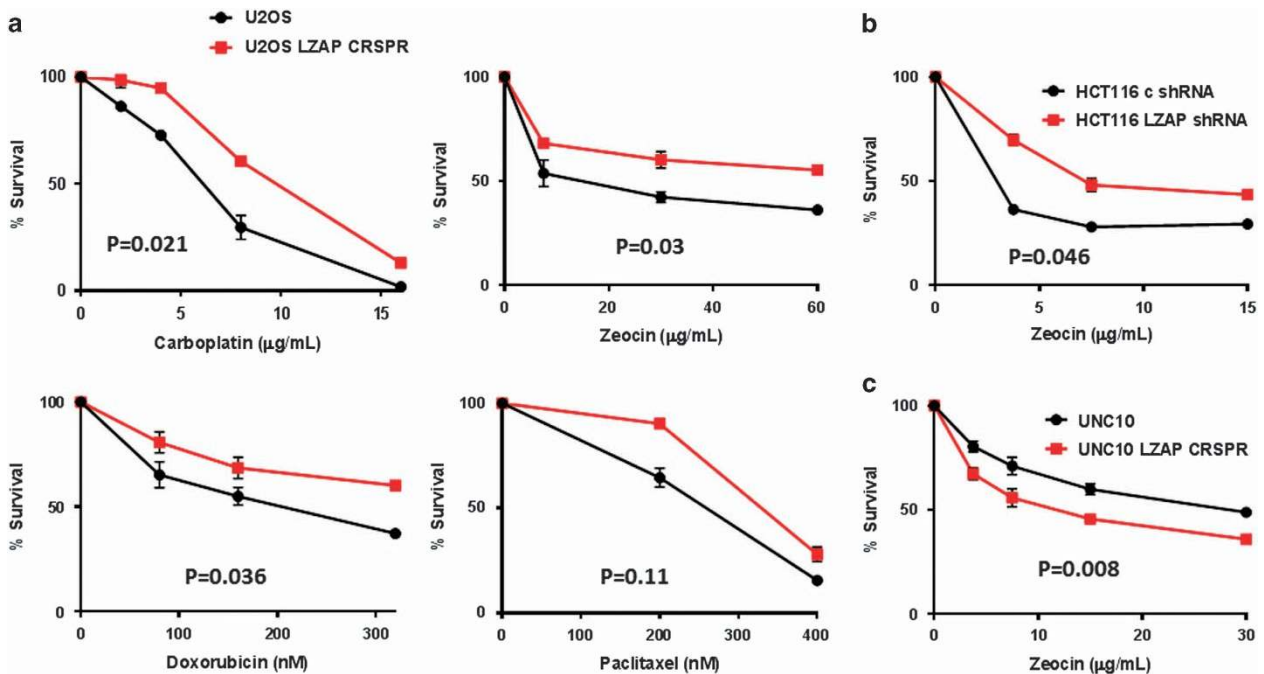 a
U2OS
U2OS LZAP CRSPR
100
50
0
% Survival
P=0.021
0 5 10 15
Carboplatin (μg/mL)
100
50
0
% Survival
P=0.03
0 20 40 60
Zeocin (μg/mL)
b
HCT116 c shRNA
HCT116 LZAP shRNA
100
50
0
% Survival
P=0.046
0 5 10 15
Zeocin (μg/mL)
100
50
0
% Survival
P=0.036
0 100 200 300
Doxorubicin (nM)
100
50
0
% Survival
P=0.11
0 100 200 300 400
Paclitaxel (nM)
c
UNC10
UNC10 LZAP CRSPR
100
50
0
% Survival
P=0.008
0 10 20 30
Zeocin (μg/mL)